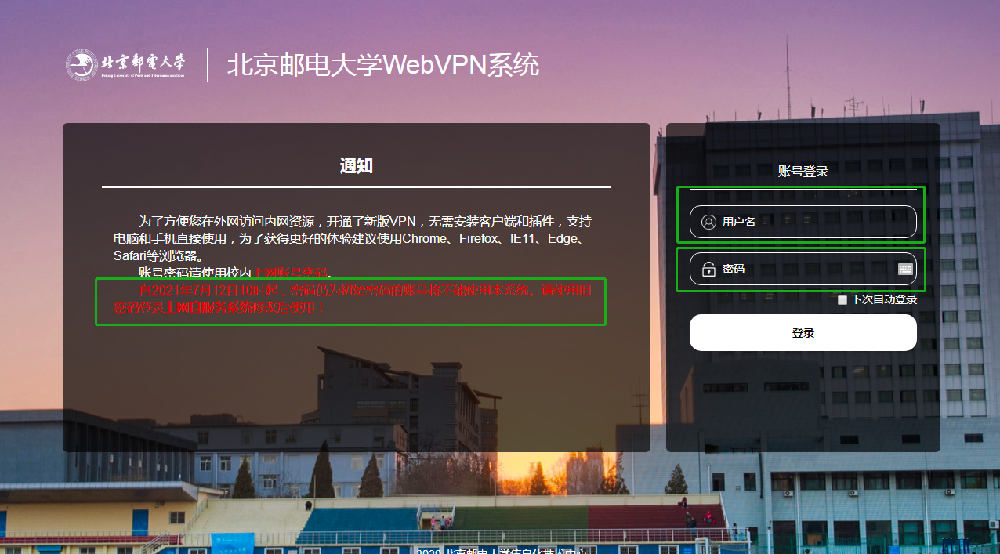 北京邮电大学
Beijing University of Posts and Telecommunications
北京邮电大学WebVPN系统
通知
为了方便您在外网访问内网资源，开通了新版VPN，无需安装客户端和插件，支持
电脑和手机直接使用，为了获得更好的体验建议使用Chrome、Firefox、IE11、Edge、
Safari等浏览器。
账号密码请使用校内上网账号密码。
自2021年7月12日10时起，密码仍为初始密码的账号将不能使用本系统。请使用旧
密码登录上网自服务系统修改后使用！
账号登录
用户名
密码
下次自动登录
登录
2020 北京邮电大学信息化技术中心